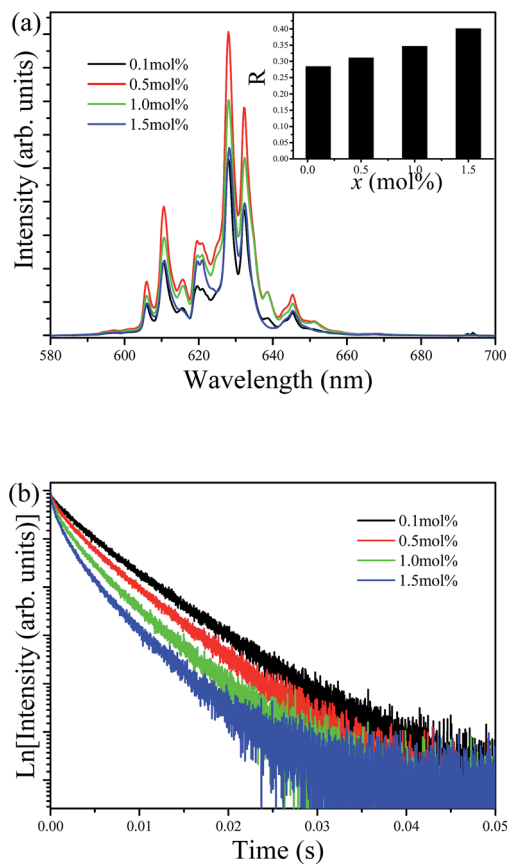 (a)
Intensity (arb. units)
0.1mol%
0.5mol%
1.0mol%
1.5mol%
R
0.40
0.35
0.30
0.25
0.20
0.15
0.10
0.05
0.00
0.0 0.5 1.0 1.5
x (mol%)
580 600 620 640 660 680 700
Wavelength (nm)
(b)
Ln[Intensity (arb. units)]
0.1mol%
0.5mol%
1.0mol%
1.5mol%
0.00 0.01 0.02 0.03 0.04 0.05
Time (s)